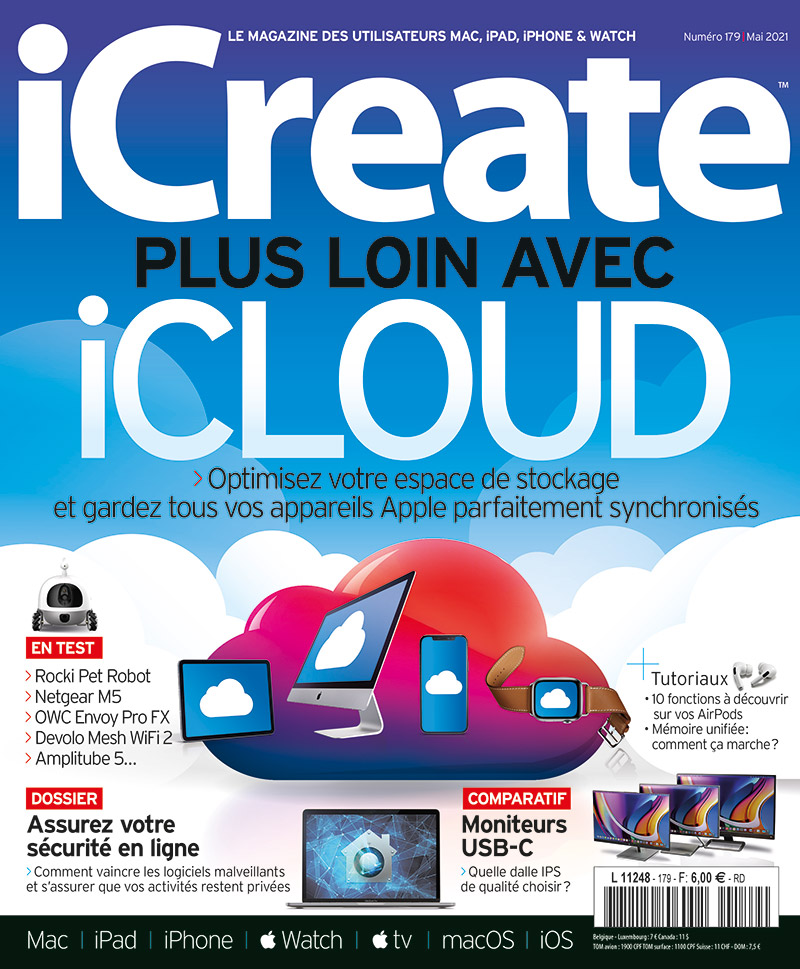 LE MAGAZINE DES UTILISATEURS MAC, iPAD, iPHONE & WATCH
Numéro 179 | Mai 2021
iCreate™
PLUS LOIN AVEC
iCLOUD
> Optimisez votre espace de stockage
et gardez tous vos appareils Apple parfaitement synchronisés
EN TEST
> Rocki Pet Robot
> Netgear M5
> OWC Envoy Pro FX
> Devolo Mesh WiFi 2
> Amplitube 5...
+ Tutoriaux
• 10 fonctions à découvrir
sur vos AirPods
• Mémoire unifiée:
comment ça marche?
DOSSIER
Assurez votre
sécurité en ligne
> Comment vaincre les logiciels malveillants
et s'assurer que vos activités restent privées
COMPARATIF
Moniteurs
USB-C
> Quelle dalle IPS
de qualité choisir?
L 11248 - 179 - F: 6,00 € - RD
Belgique - Luxembourg : 7 € Canada : 11 $
TOM avion : 1900 CPF TOM surface : 1100 CPF Suisse : 11 CHF - DOM : 7,5 €
Mac | iPad | iPhone | Watch | tv | macOS | iOS